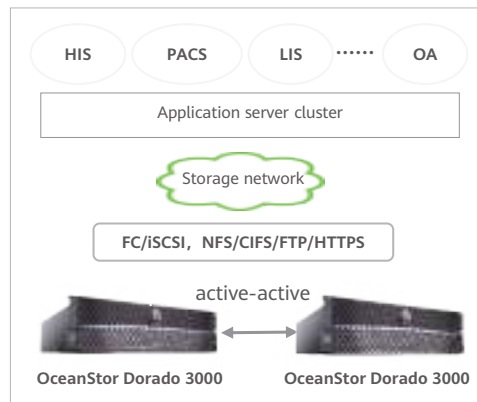 HIS PACS LIS ...... OA
Application server cluster
Storage network
FC/iSCSI, NFS/CIFS/FTP/HTTPS
active-active
OceanStor Dorado 3000 OceanStor Dorado 3000